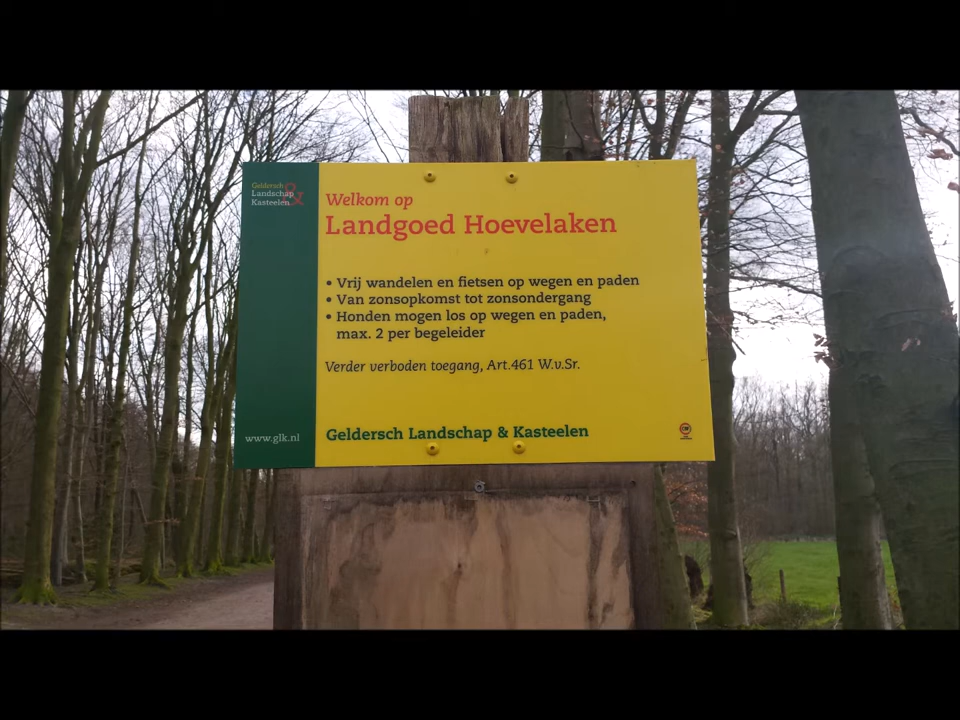 Geldersch
Landschap
&
Kasteelen
Welkom op
Landgoed Hoevelaken
• Vrij wandelen en fietsen op wegen en paden
• Van zonsopkomst tot zonsondergang
• Honden mogen los op wegen en paden,
max. 2 per begeleider
Verder verboden toegang, Art.461 W.v.Sr.
www.glk.nl
Geldersch Landschap & Kasteelen